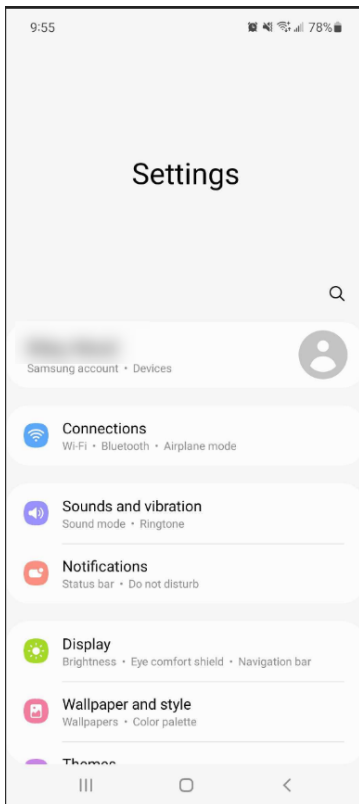 9:55 78%
Settings
Samsung account • Devices
Connections
Wi-Fi • Bluetooth • Airplane mode
Sounds and vibration
Sound mode • Ringtone
Notifications
Status bar • Do not disturb
Display
Brightness • Eye comfort shield • Navigation bar
Wallpaper and style
Wallpapers • Color palette
Themes